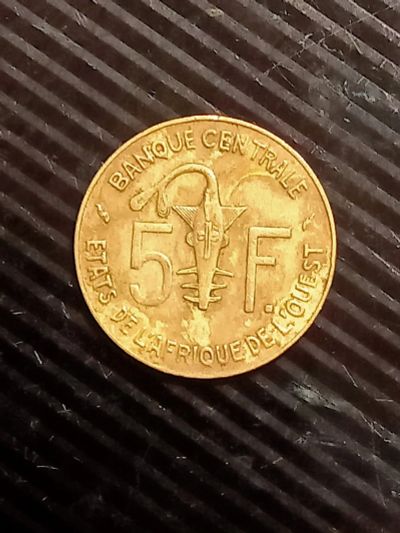 BANQUE CENTRALE
5 F.
ETATS DE L'AFRIQUE DE L'OUEST